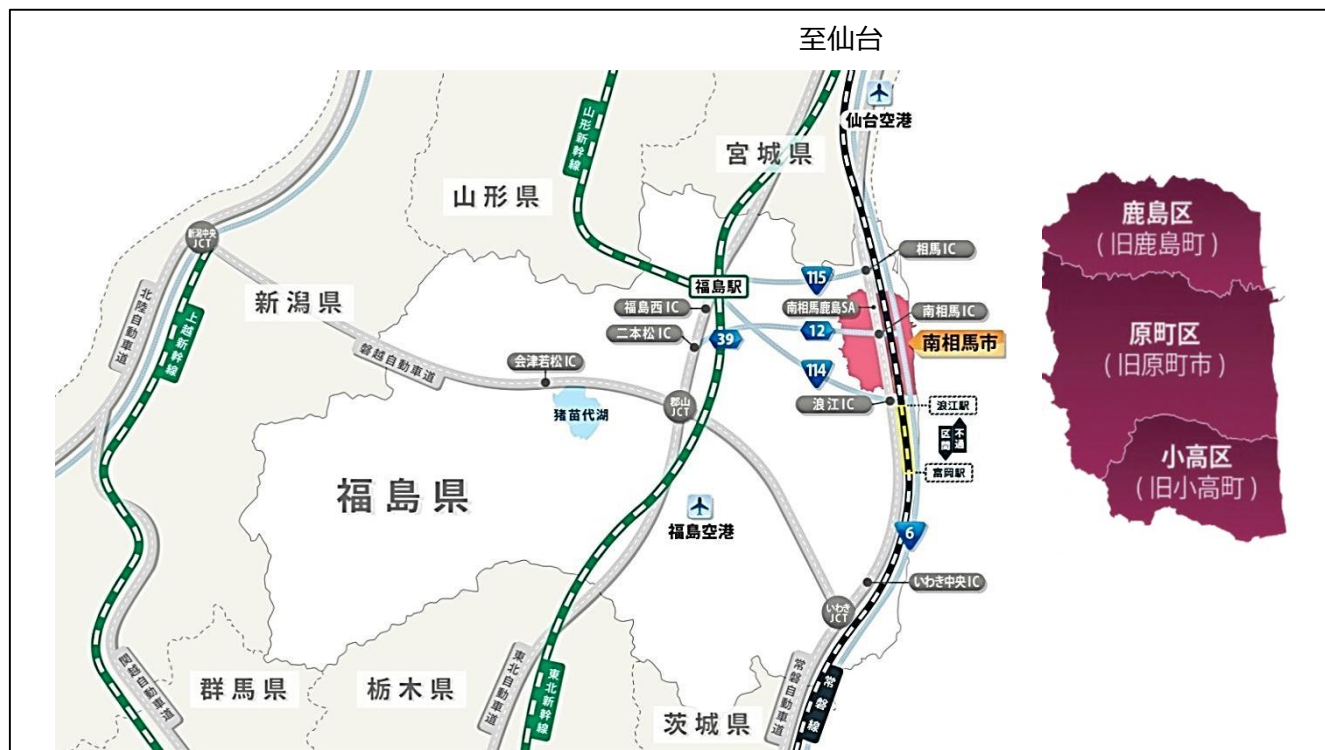 至仙台
仙台空港
山形新幹線
宮城県
山形県
新潟中央
JCT
相馬IC
115
福島駅
新潟県
北陸自動車道
上越新幹線
福島西IC
南相馬鹿島SA
南相馬IC
二本松IC
39
12
南相馬市
磐越自動車道
会津若松IC
114
猪苗代湖
郡山
JCT
浪江IC
浪江駅
不通
区間
富岡駅
福島県
福島空港
6
いわき中央IC
いわき
JCT
関越自動車道
群馬県
栃木県
東北自動車道
東北新幹線
茨城県
常磐自動車道
常磐線
鹿島区
(旧鹿島町)
原町区
(旧原町市)
小高区
(旧小高町)